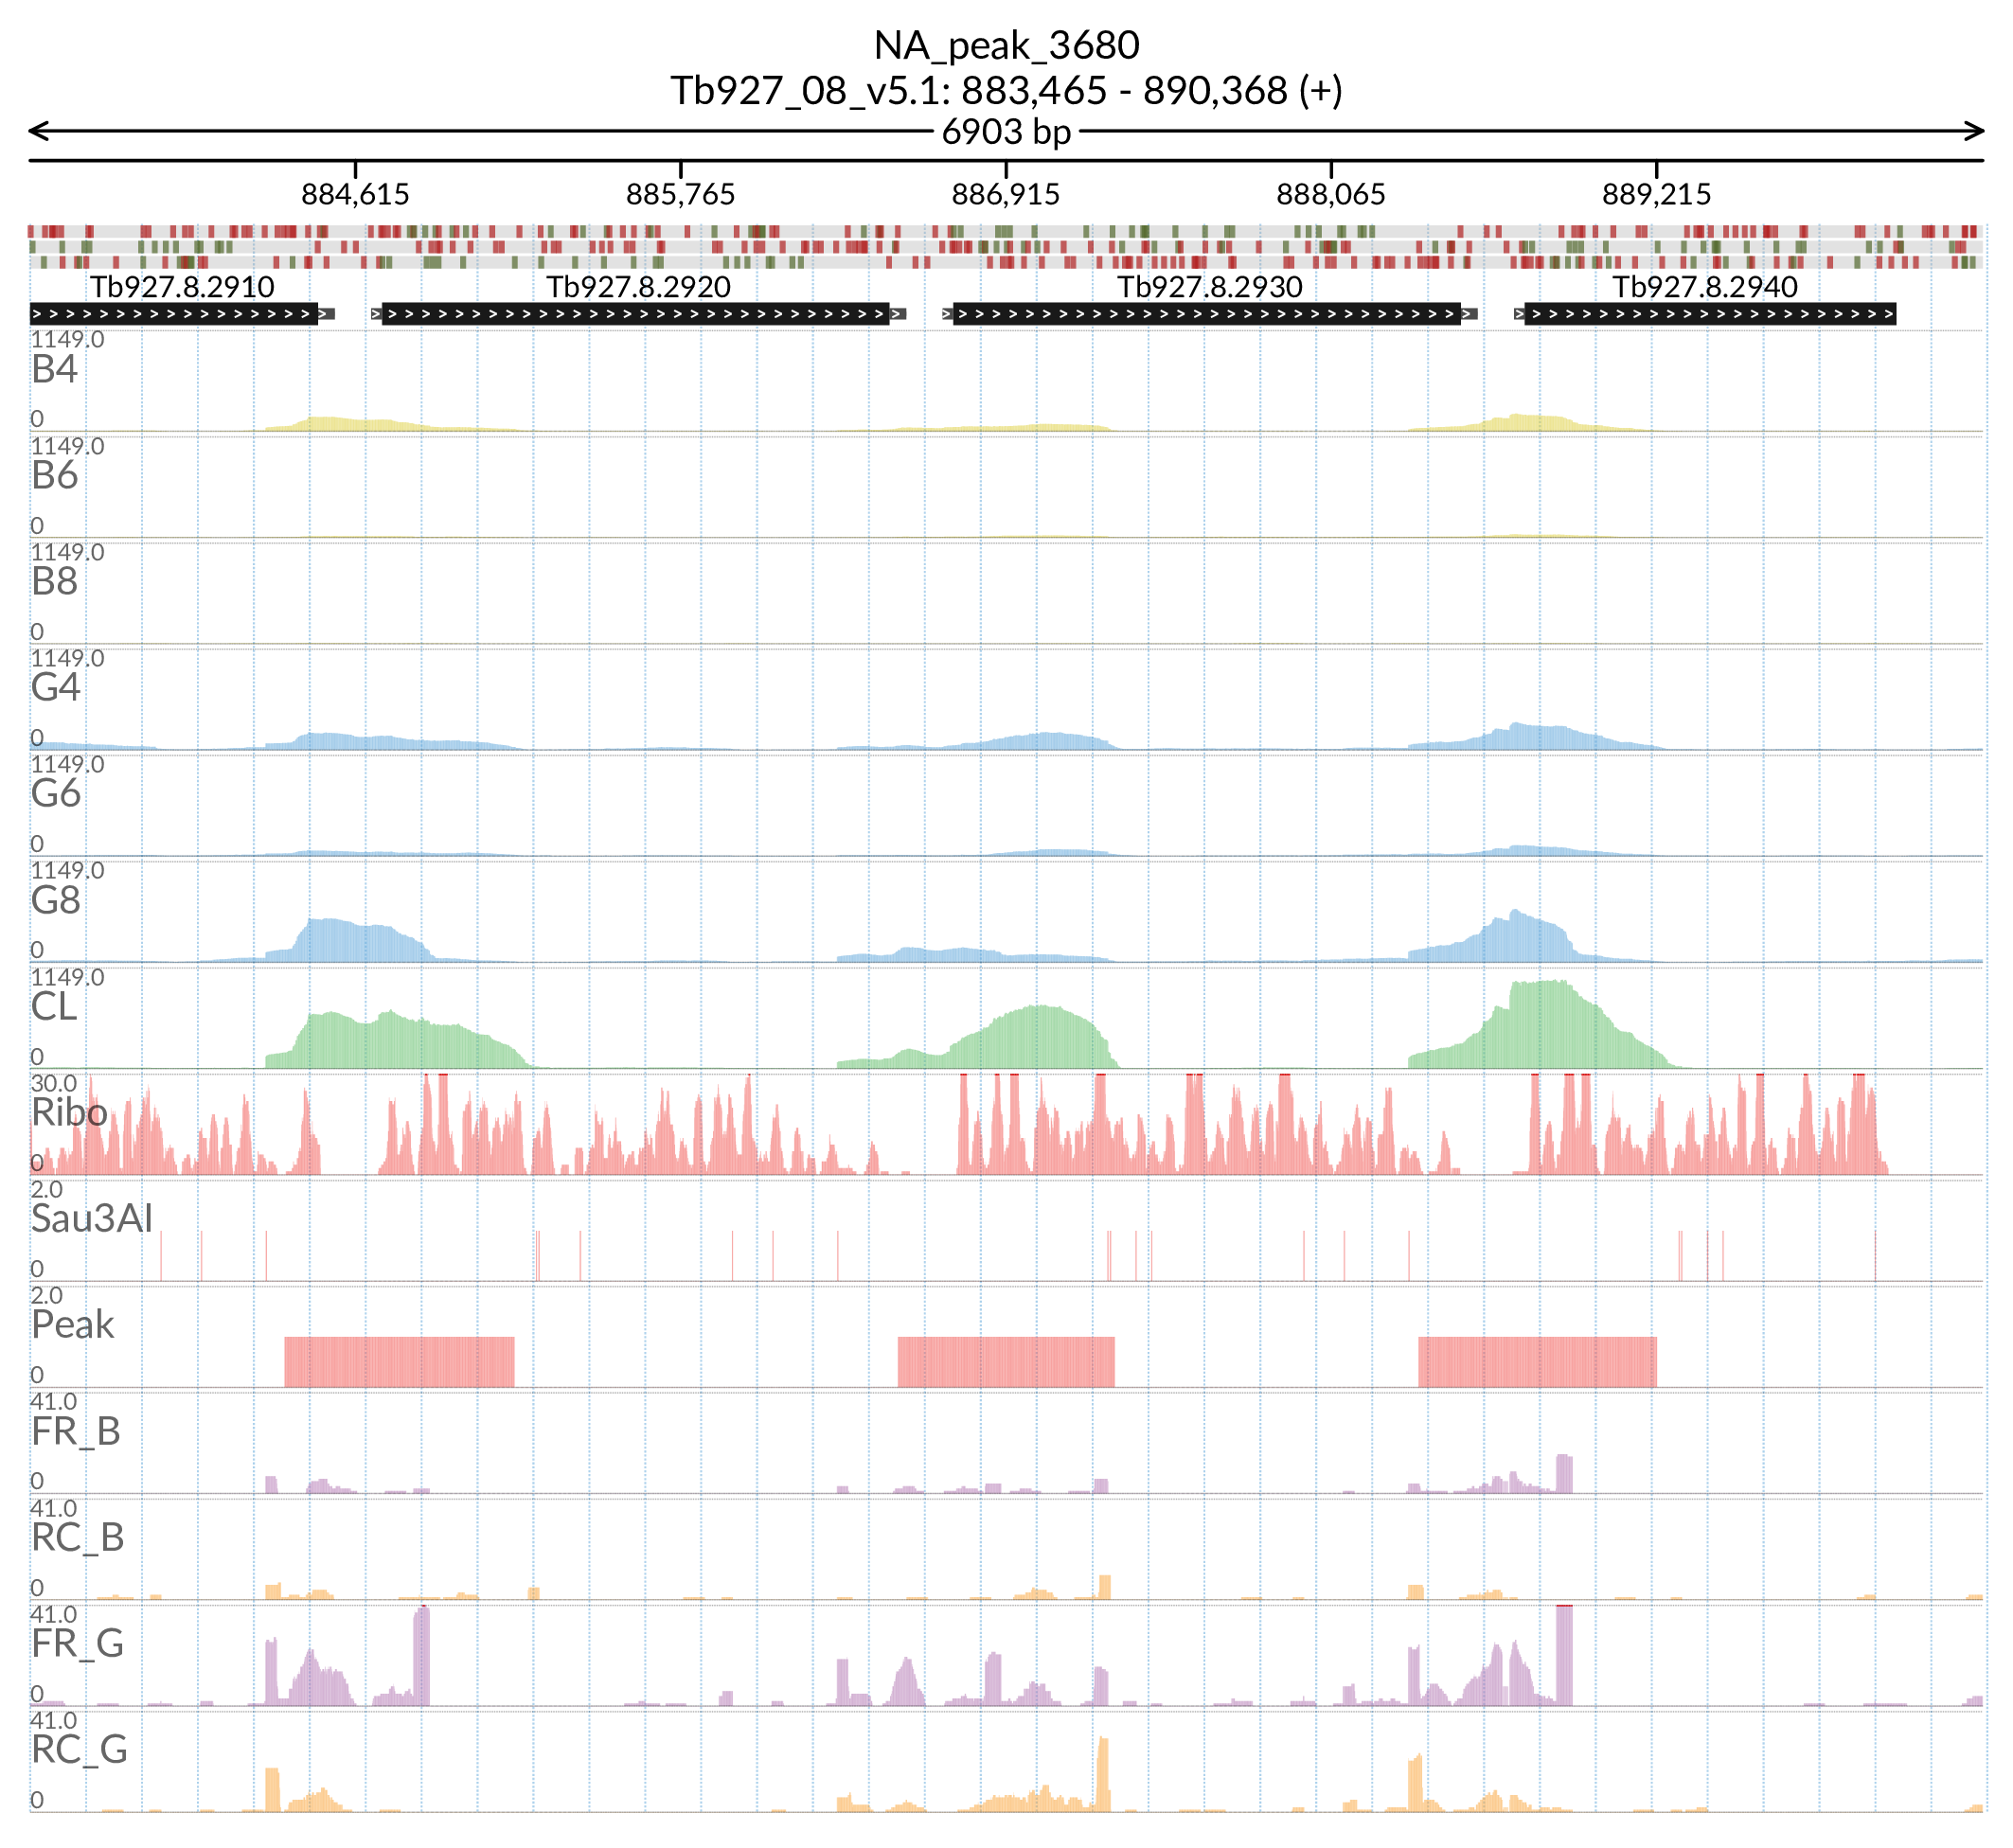 NA_peak_3680
Tb927_08_v5.1: 883,465 - 890,368 (+)
6903 bp
884,615 885,765 886,915 888,065 889,215
Tb927.8.2910 Tb927.8.2920 Tb927.8.2930 Tb927.8.2940
1149.0
B4
0
1149.0
B6
0
1149.0
B8
0
1149.0
G4
0
1149.0
G6
0
1149.0
G8
0
1149.0
CL
0
30.0
Ribo
0
2.0
Sau3AI
0
2.0
Peak
0
41.0
FR_B
0
41.0
RC_B
0
41.0
FR_G
0
41.0
RC_G
0